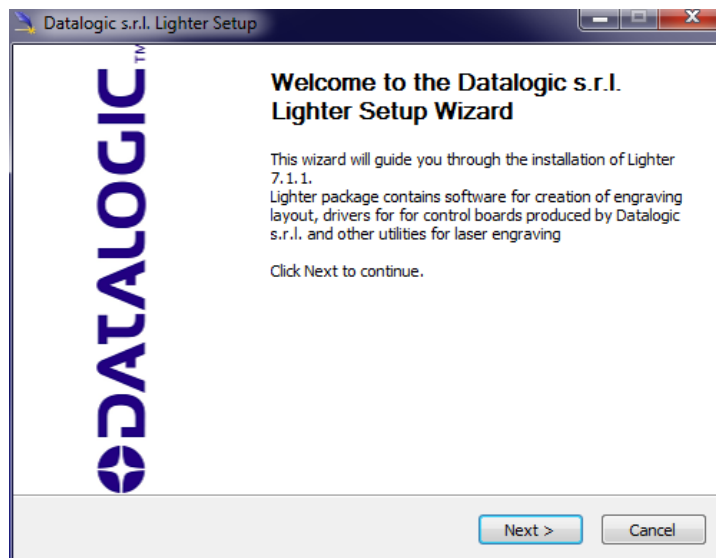 Datalogic s.r.l. Lighter Setup
DATALOGIC™
Welcome to the Datalogic s.r.l.
Lighter Setup Wizard
This wizard will guide you through the installation of Lighter
7.1.1.
Lighter package contains software for creation of engraving
layout, drivers for for control boards produced by Datalogic
s.r.l. and other utilities for laser engraving
Click Next to continue.
Next >
Cancel